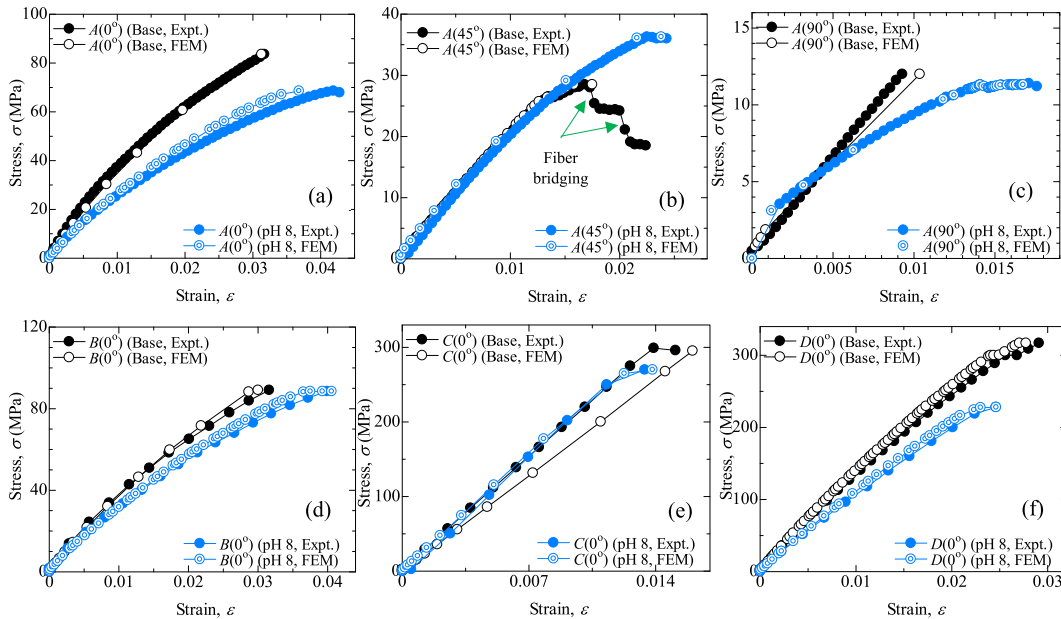 100
80
60
40
20
0
0 0.01 0.02 0.03 0.04
Stress, σ (MPa)
Strain, ε
A(0°) (Base, Expt.)
A(0°) (Base, FEM)
(a)
A(0°) (pH 8, Expt.)
A(0°) (pH 8, FEM)
40
30
20
10
0
0 0.01 0.02
Stress, σ (MPa)
Strain, ε
A(45°) (Base, Expt.)
A(45°) (Base, FEM)
Fiber
bridging
(b)
A(45°) (pH 8, Expt.)
A(45°) (pH 8, FEM)
15
12
9
6
3
0
0 0.005 0.01 0.015
Stress, σ (MPa)
Strain, ε
A(90°) (Base, Expt.)
A(90°) (Base, FEM)
(c)
A(90°) (pH 8, Expt.)
A(90°) (pH 8, FEM)
120
80
40
0
0 0.01 0.02 0.03 0.04
Stress, σ (MPa)
Strain, ε
B(0°) (Base, Expt.)
B(0°) (Base, FEM)
(d)
B(0°) (pH 8, Expt.)
B(0°) (pH 8, FEM)
300
200
100
0
0 0.007 0.014
Stress, σ (MPa)
Strain, ε
C(0°) (Base, Expt.)
C(0°) (Base, FEM)
(e)
C(0°) (pH 8, Expt.)
C(0°) (pH 8, FEM)
300
200
100
0
0 0.01 0.02 0.03
Stress, σ (MPa)
Strain, ε
D(0°) (Base, Expt.)
D(0°) (Base, FEM)
(f)
D(0°) (pH 8, Expt.)
D(0°) (pH 8, FEM)